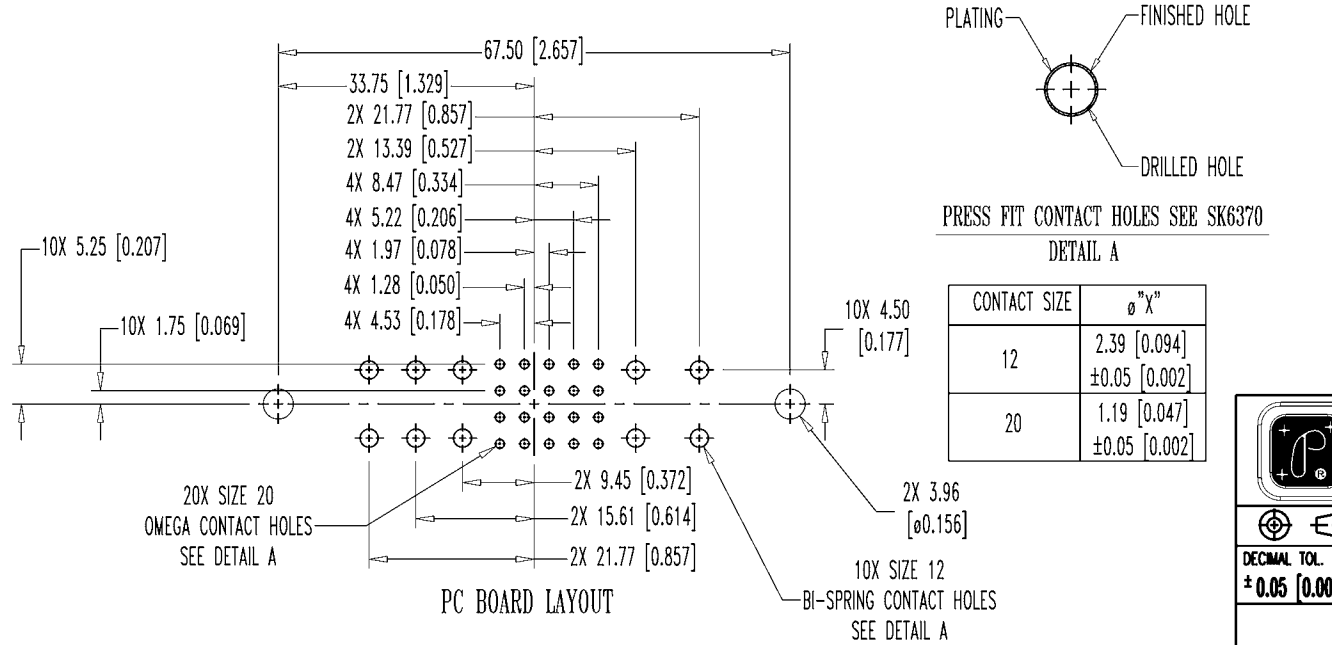 67.50 [2.657]
33.75 [1.329]
2X 21.77 [0.857]
2X 13.39 [0.527]
4X 8.47 [0.334]
4X 5.22 [0.206]
4X 1.97 [0.078]
4X 1.28 [0.050]
4X 4.53 [0.178]
10X 5.25 [0.207]
10X 1.75 [0.069]
10X 4.50
[0.177]
2X 9.45 [0.372]
2X 15.61 [0.614]
2X 21.77 [0.857]
20X SIZE 20
OMEGA CONTACT HOLES
SEE DETAIL A
2X 3.96
[ø0.156]
10X SIZE 12
BI-SPRING CONTACT HOLES
SEE DETAIL A
PC BOARD LAYOUT
PLATING
FINISHED HOLE
DRILLED HOLE
PRESS FIT CONTACT HOLES SEE SK6370
DETAIL A
CONTACT SIZE ø"X"
12 2.39 [0.094]
±0.05 [0.002]
20 1.19 [0.047]
±0.05 [0.002]
®
DECIMAL TOL.
±0.05 [0.00